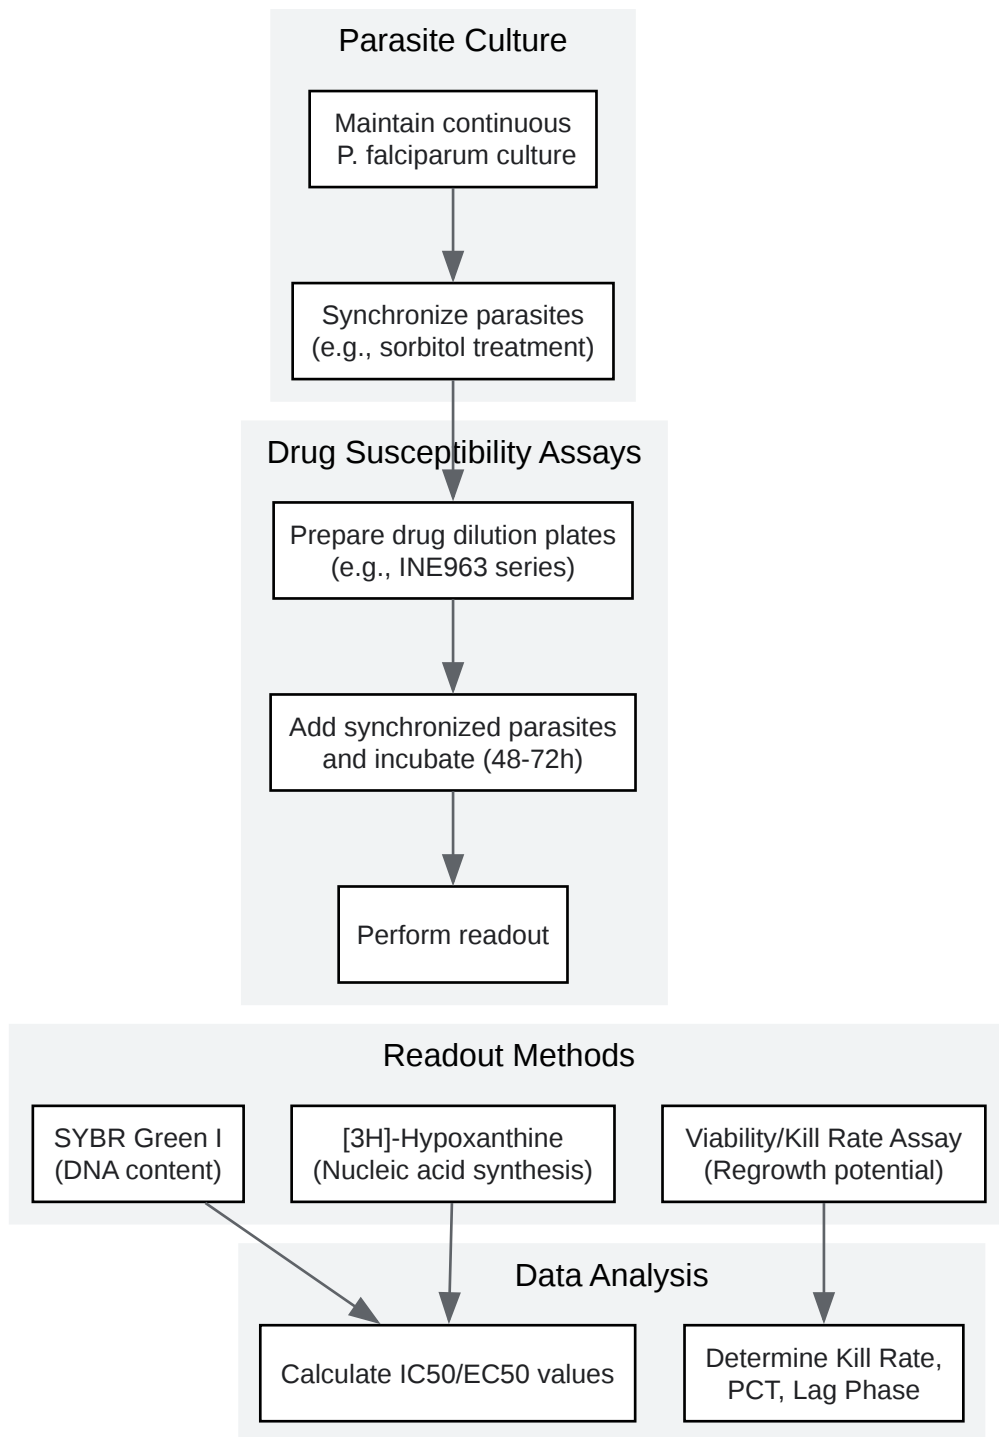 Parasite Culture
Maintain continuous
P. falciparum culture
Synchronize parasites
(e.g., sorbitol treatment)
Drug Susceptibility Assays
Prepare drug dilution plates
(e.g., INE963 series)
Add synchronized parasites
and incubate (48-72h)
Perform readout
Readout Methods
SYBR Green I
(DNA content)
[3H]-Hypoxanthine
(Nucleic acid synthesis)
Viability/Kill Rate Assay
(Regrowth potential)
Data Analysis
Calculate IC50/EC50 values
Determine Kill Rate,
PCT, Lag Phase